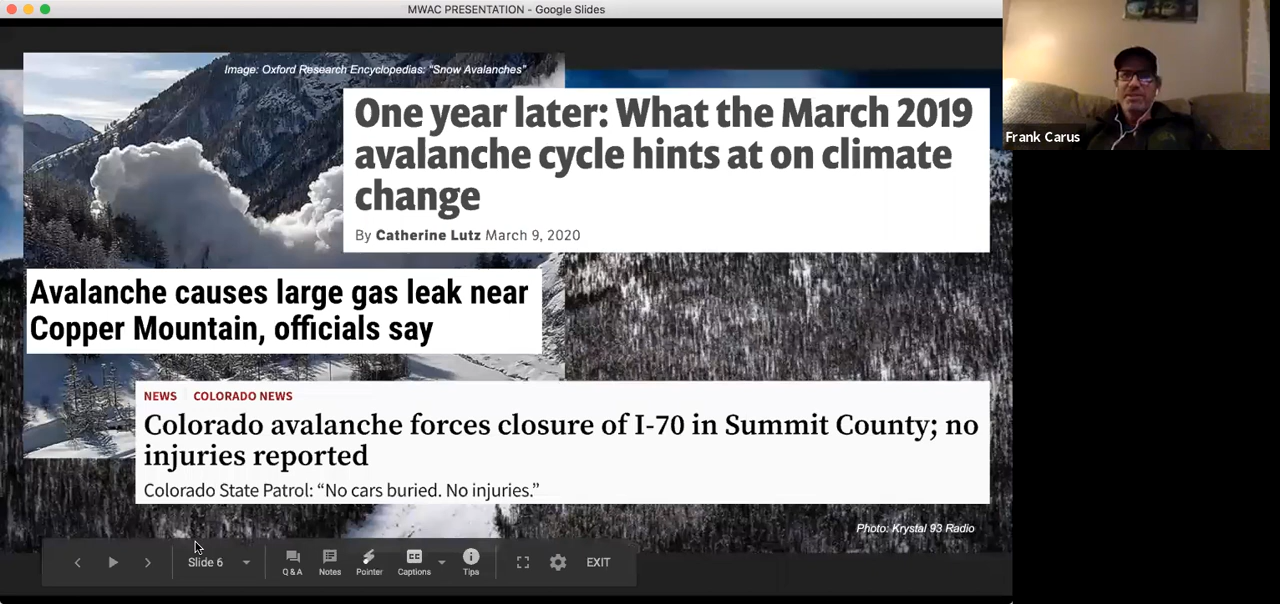 MWAC PRESENTATION - Google Slides
Image: Oxford Research Encyclopedias: “Snow Avalanches”
One year later: What the March 2019
avalanche cycle hints at on climate
change
By Catherine Lutz March 9, 2020
Frank Carus
Avalanche causes large gas leak near
Copper Mountain, officials say
NEWS COLORADO NEWS
Colorado avalanche forces closure of I-70 in Summit County; no
injuries reported
Colorado State Patrol: “No cars buried. No injuries.”
Photo: Krystal 93 Radio
Slide 6
Q & A
Notes
Pointer
CC
Captions
Tips
EXIT